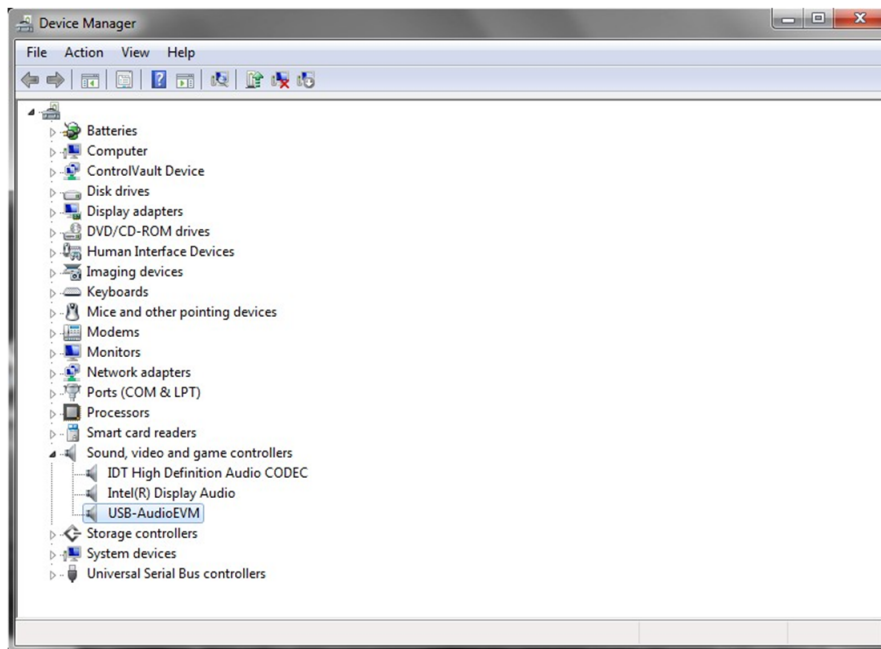 Device Manager
File Action View Help
Batteries
Computer
ControlVault Device
Disk drives
Display adapters
DVD/CD-ROM drives
Human Interface Devices
Imaging devices
Keyboards
Mice and other pointing devices
Modems
Monitors
Network adapters
Ports (COM & LPT)
Processors
Smart card readers
Sound, video and game controllers
IDT High Definition Audio CODEC
Intel(R) Display Audio
USB-AudioEVM
Storage controllers
System devices
Universal Serial Bus controllers